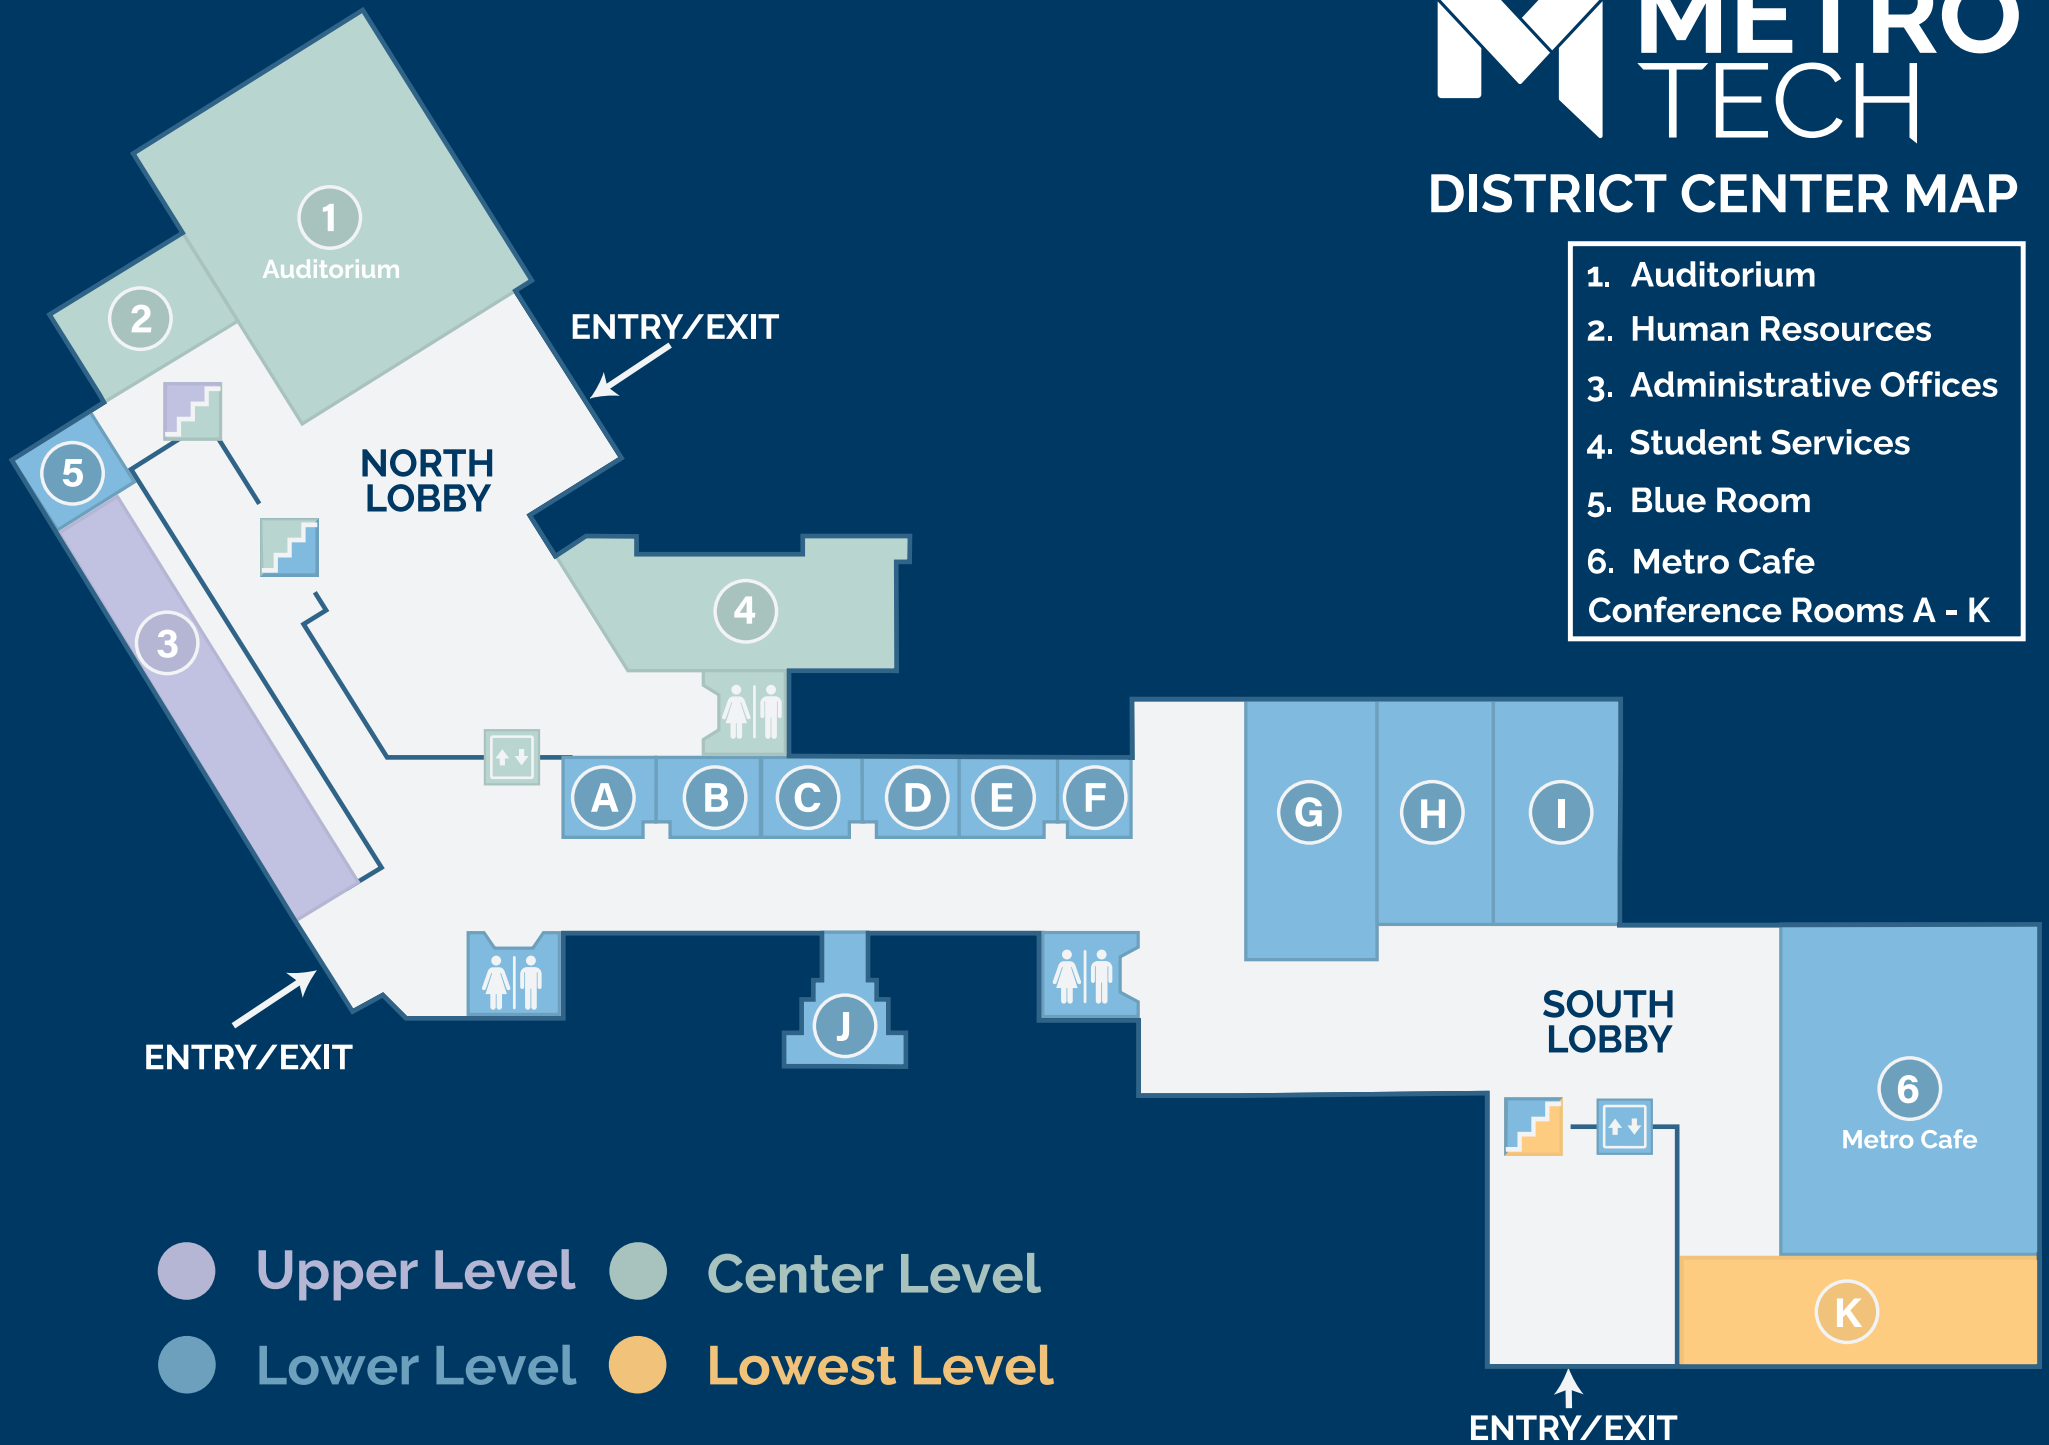 METRO
TECH
DISTRICT CENTER MAP
1. Auditorium
2. Human Resources
3. Administrative Offices
4. Student Services
5. Blue Room
6. Metro Cafe
Conference Rooms A - K
1
Auditorium
2
ENTRY/EXIT
NORTH
LOBBY
5
3
4
A
B
C
D
E
F
G
H
I
J
SOUTH
LOBBY
ENTRY/EXIT
6
Metro Cafe
K
Upper Level
Center Level
Lower Level
Lowest Level
ENTRY/EXIT